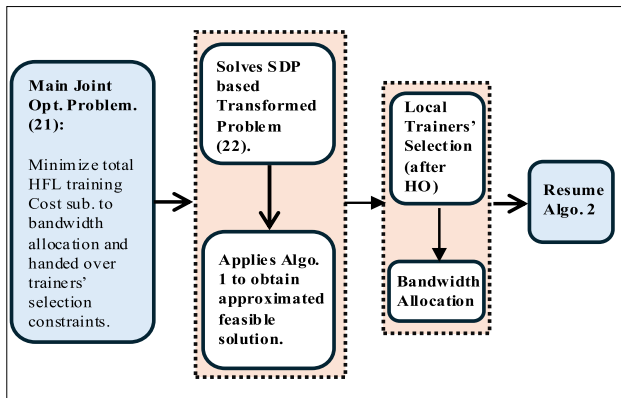 Main Joint
Opt. Problem.
(21):
Minimize total
HFL training
Cost sub. to
bandwidth
allocation and
handed over
trainers'
selection
constraints.
Solves SDP
based
Transformed
Problem
(22).
Applies Algo.
1 to obtain
approximated
feasible
solution.
Local
Trainers'
Selection
(after
HO)
Bandwidth
Allocation
Resume
Algo. 2